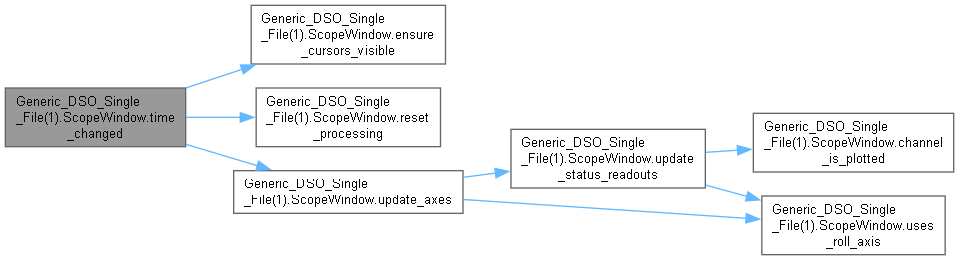 Generic_DSO_Single
_File(1).ScopeWindow.ensure
_cursors_visible
Generic_DSO_Single
_File(1).ScopeWindow.time
_changed
Generic_DSO_Single
_File(1).ScopeWindow.reset
_processing
Generic_DSO_Single
_File(1).ScopeWindow.update_axes
Generic_DSO_Single
_File(1).ScopeWindow.update
_status_readouts
Generic_DSO_Single
_File(1).ScopeWindow.channel
_is_plotted
Generic_DSO_Single
_File(1).ScopeWindow.uses
_roll_axis